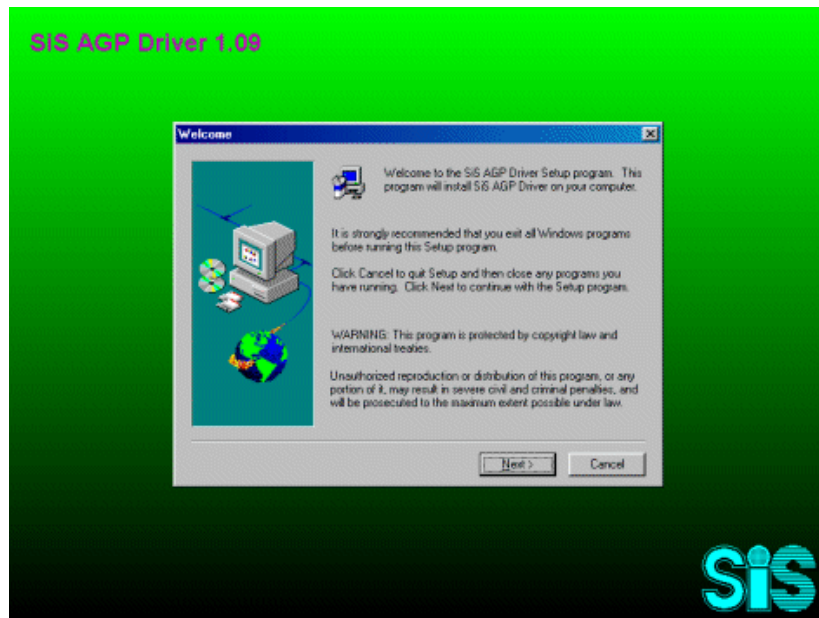 SiS AGP Driver 1.09
Welcome
Welcome to the SiS AGP Driver Setup program. This
program will install SiS AGP Driver on your computer.
It is strongly recommended that you exit all Windows programs
before running this Setup program.
Click Cancel to quit Setup and then close any programs you
have running. Click Next to continue with the Setup program.
WARNING: This program is protected by copyright law and
international treaties.
Unauthorized reproduction or distribution of this program, or any
portion of it, may result in severe civil and criminal penalties, and
will be prosecuted to the maximum extent possible under law.
Next >
Cancel
SiS